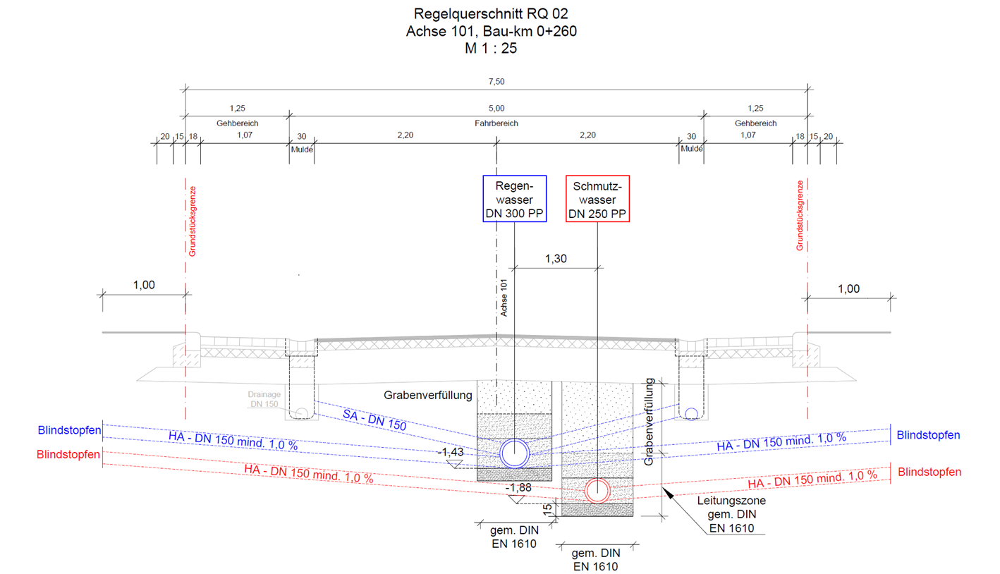 Regelquerschnitt RQ 02
Achse 101, Bau-km 0+260
M 1 : 25
7,50
1,25
5,00
1,25
Gehbereich
Fahrbereich
Gehbereich
20
15
18
1,07
30
2,20
2,20
30
1,07
18
15
20
Mulde
Mulde
Regen-
wasser
DN 300 PP
Schmutz-
wasser
DN 250 PP
Grundstücksgrenze
Grundstücksgrenze
1,30
1,00
1,00
Achse 101
Drainage
DN 150
Grabenverfüllung
Grabenverfüllung
SA - DN 150
Blindstopfen
HA - DN 150 mind. 1,0 %
HA - DN 150 mind. 1,0 %
Blindstopfen
Blindstopfen
HA - DN 150 mind. 1,0 %
HA - DN 150 mind. 1,0 %
Blindstopfen
-1,43
-1,88
15
Leitungszone
gem. DIN
EN 1610
gem. DIN
EN 1610
gem. DIN
EN 1610